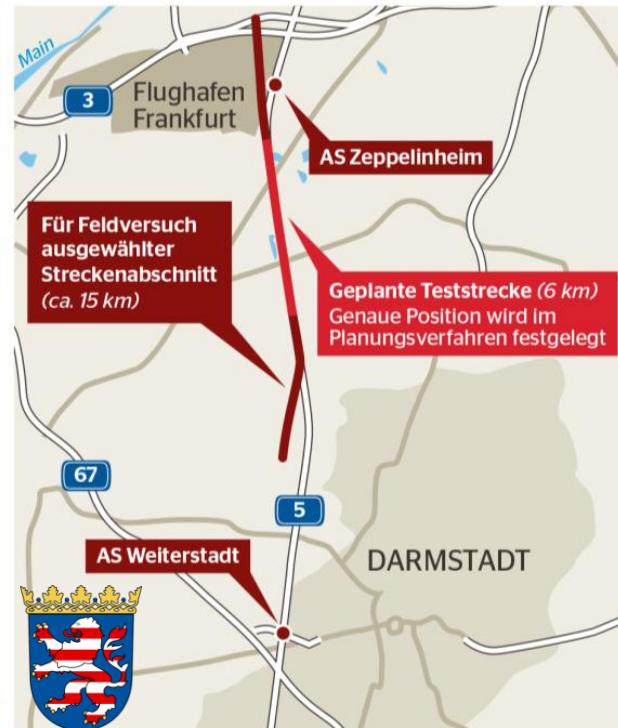 Main
3
Flughafen
Frankfurt
AS Zeppelinheim
Für Feldversuch
ausgewählter
Streckenabschnitt
(ca. 15 km)
Geplante Teststrecke (6 km)
Genaue Position wird im
Planungsverfahren festgelegt
67
5
AS Weiterstadt
DARMSTADT